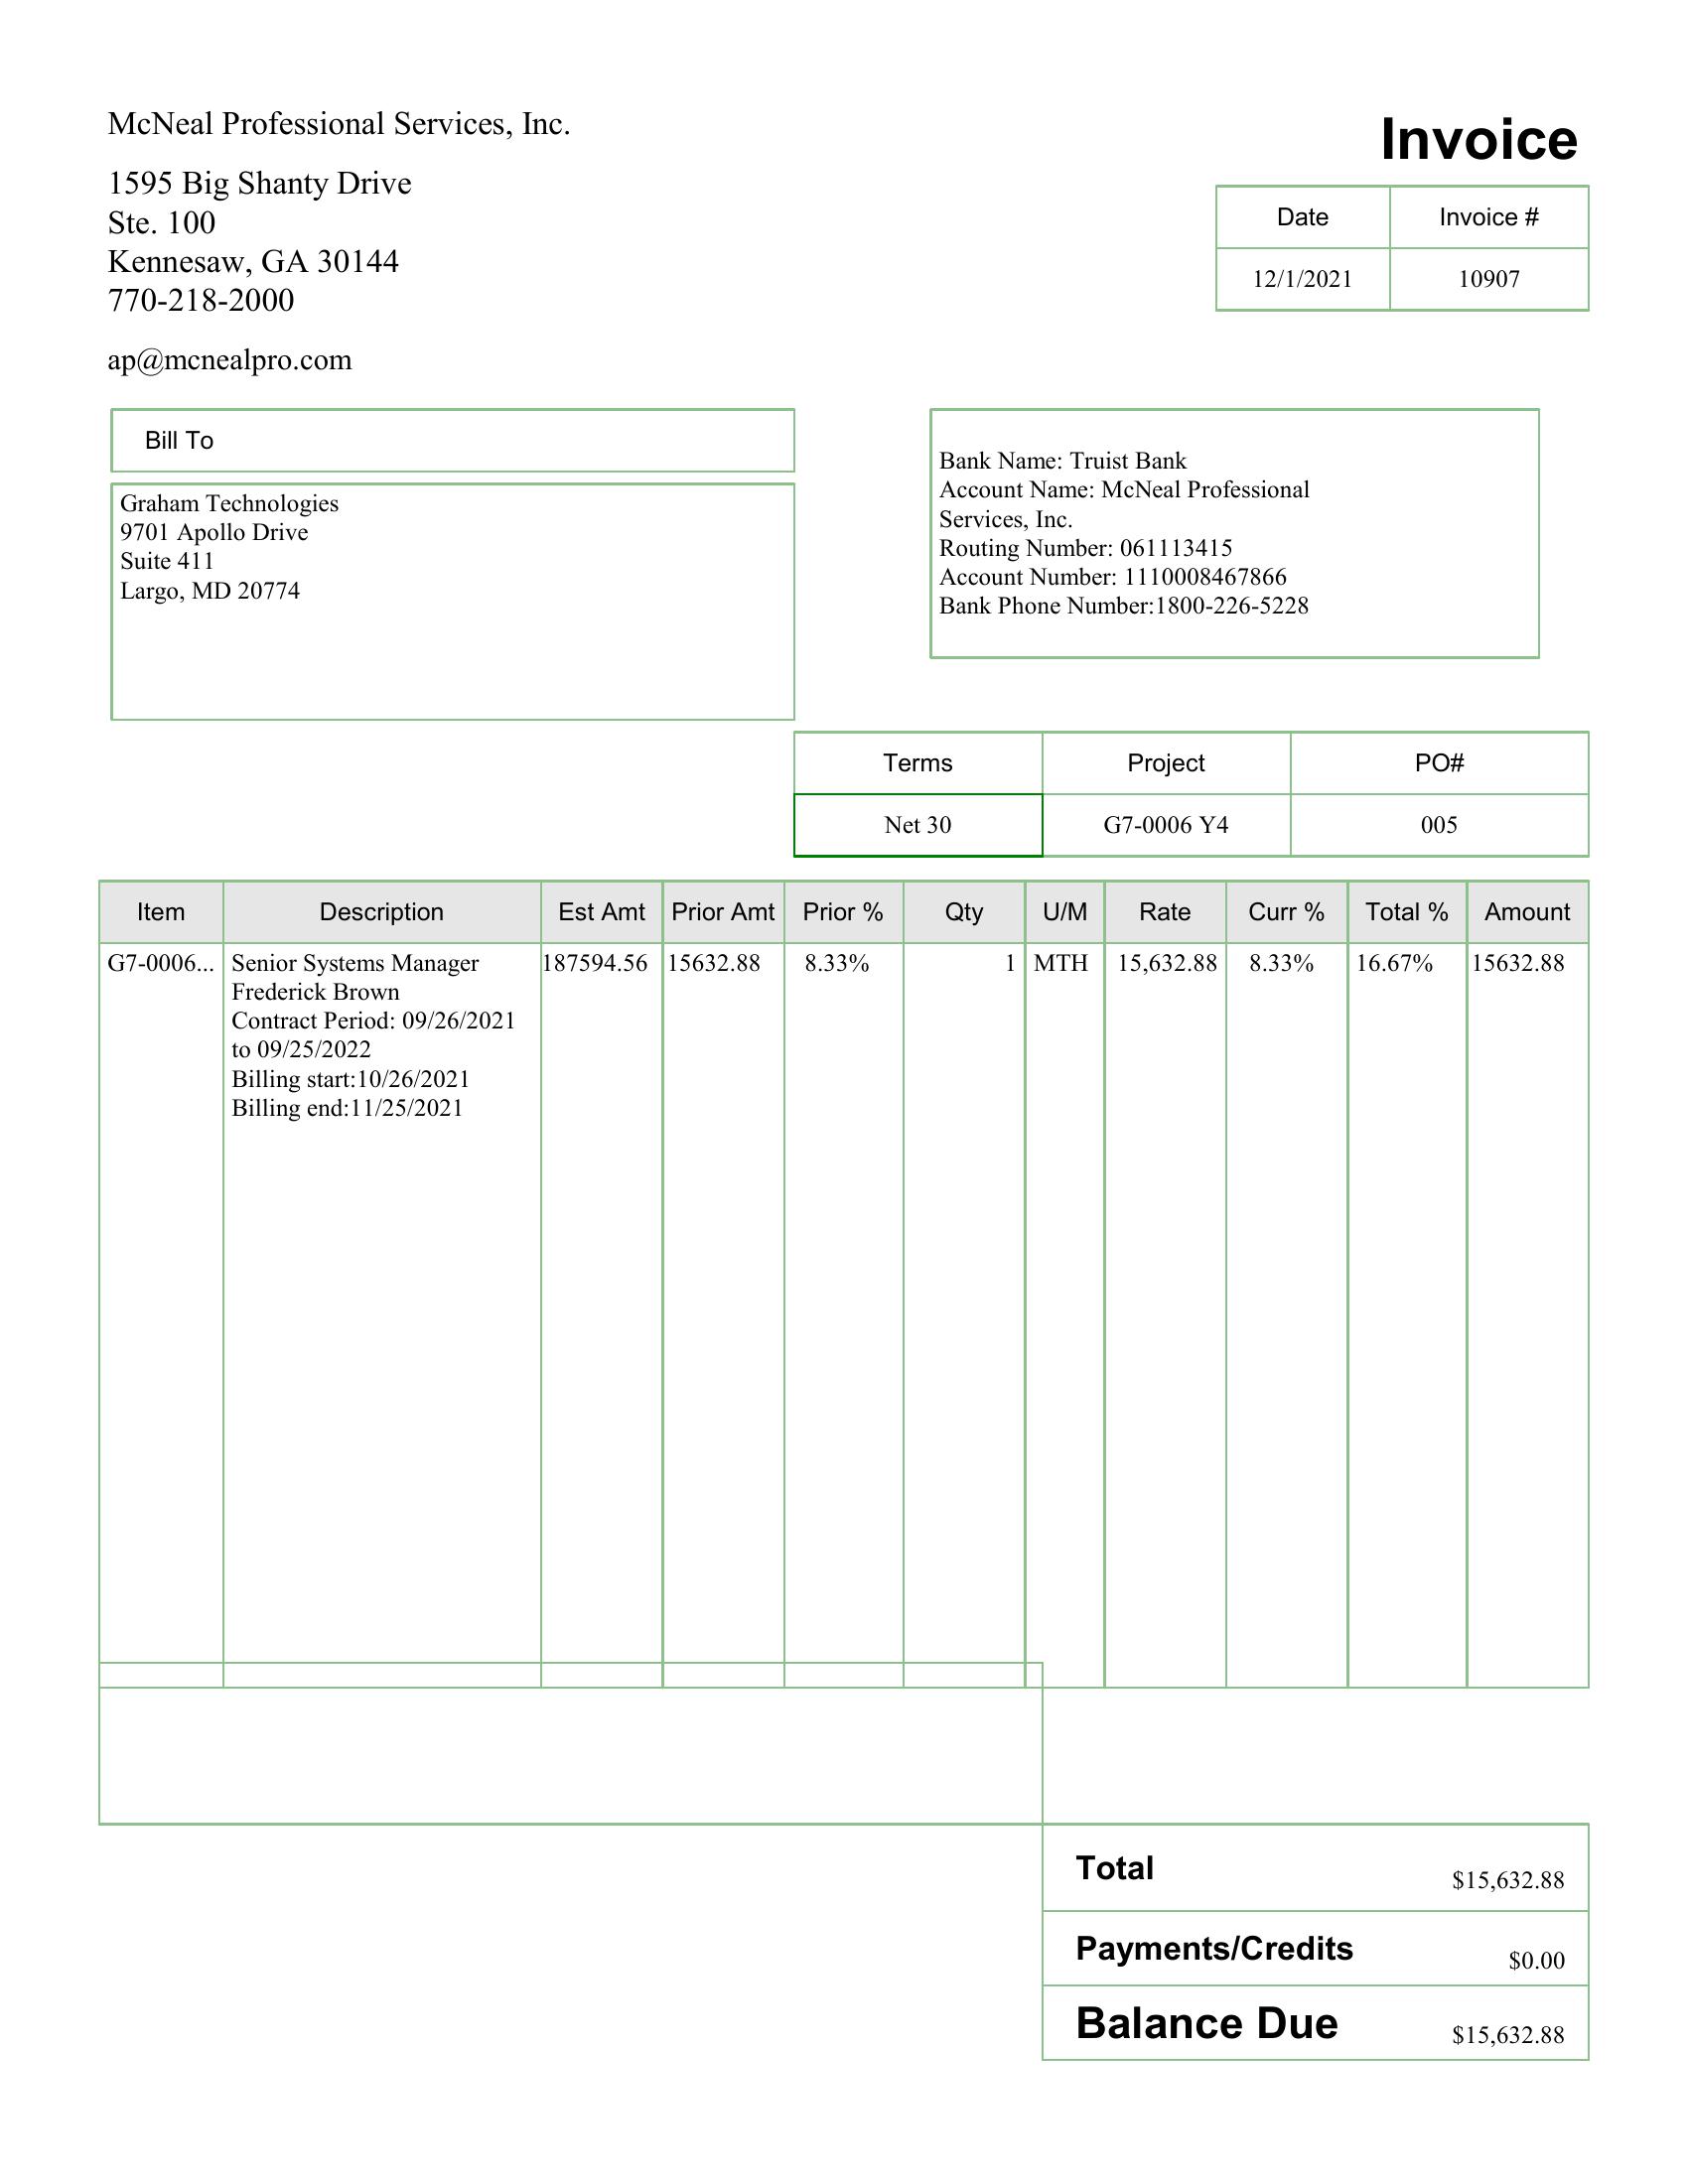 McNeal Professional Services, Inc.
1595 Big Shanty Drive
Ste. 100
Kennesaw, GA 30144
770-218-2000
ap@mcnealpro.com
Invoice
Date Invoice #
12/1/2021 10907
Bill To
Graham Technologies
9701 Apollo Drive
Suite 411
Largo, MD 20774
Bank Name: Truist Bank
Account Name: McNeal Professional
Services, Inc.
Routing Number: 061113415
Account Number: 1110008467866
Bank Phone Number:1800-226-5228
Terms Project PO#
Net 30 G7-0006 Y4 005
Item Description Est Amt Prior Amt Prior % Qty U/M Rate Curr % Total % Amount
G7-0006... Senior Systems Manager 187594.56 15632.88 8.33% 1 MTH 15,632.88 8.33% 16.67% 15632.88
Frederick Brown
Contract Period: 09/26/2021
to 09/25/2022
Billing start:10/26/2021
Billing end:11/25/2021
Total $15,632.88
Payments/Credits $0.00
Balance Due $15,632.88